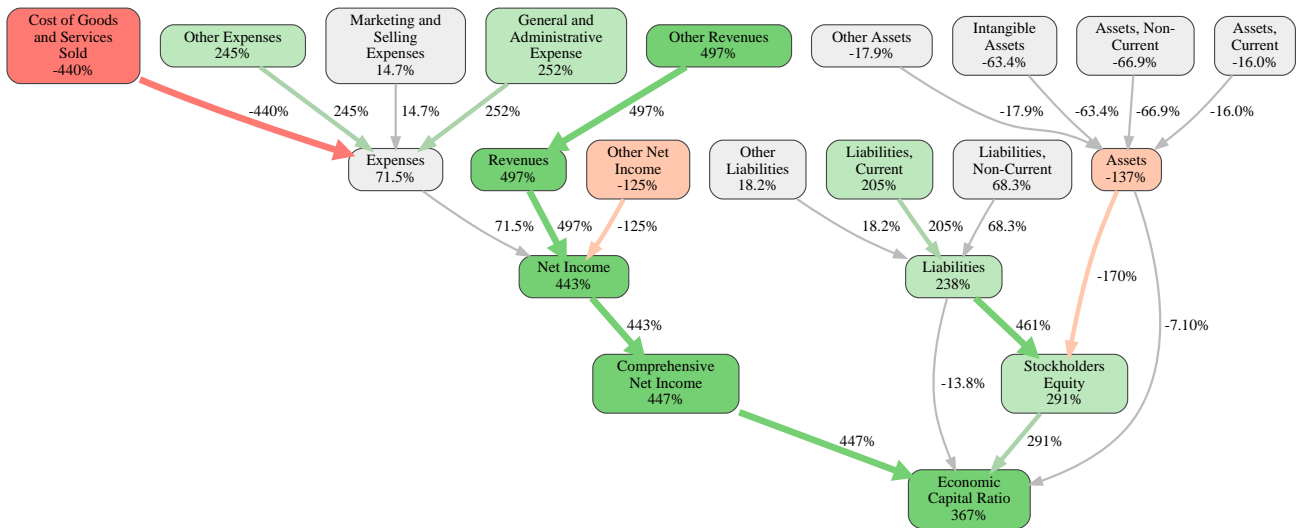 Cost of Goods
and Services
Sold
-440%
Other Expenses
245%
Marketing and
Selling
Expenses
14.7%
General and
Administrative
Expense
252%
Other Revenues
497%
Other Assets
-17.9%
Intangible
Assets
-63.4%
Assets, Non-
Current
-66.9%
Assets,
Current
-16.0%
-440%
245%
14.7%
252%
497%
-17.9%
-63.4%
-66.9%
-16.0%
Expenses
71.5%
Revenues
497%
Other Net
Income
-125%
Other
Liabilities
18.2%
Liabilities,
Current
205%
Liabilities,
Non-Current
68.3%
Assets
-137%
71.5%
497%
-125%
18.2%
205%
68.3%
Net Income
443%
Liabilities
238%
-170%
443%
461%
-7.10%
Comprehensive
Net Income
447%
-13.8%
Stockholders
Equity
291%
447%
291%
Economic
Capital Ratio
367%